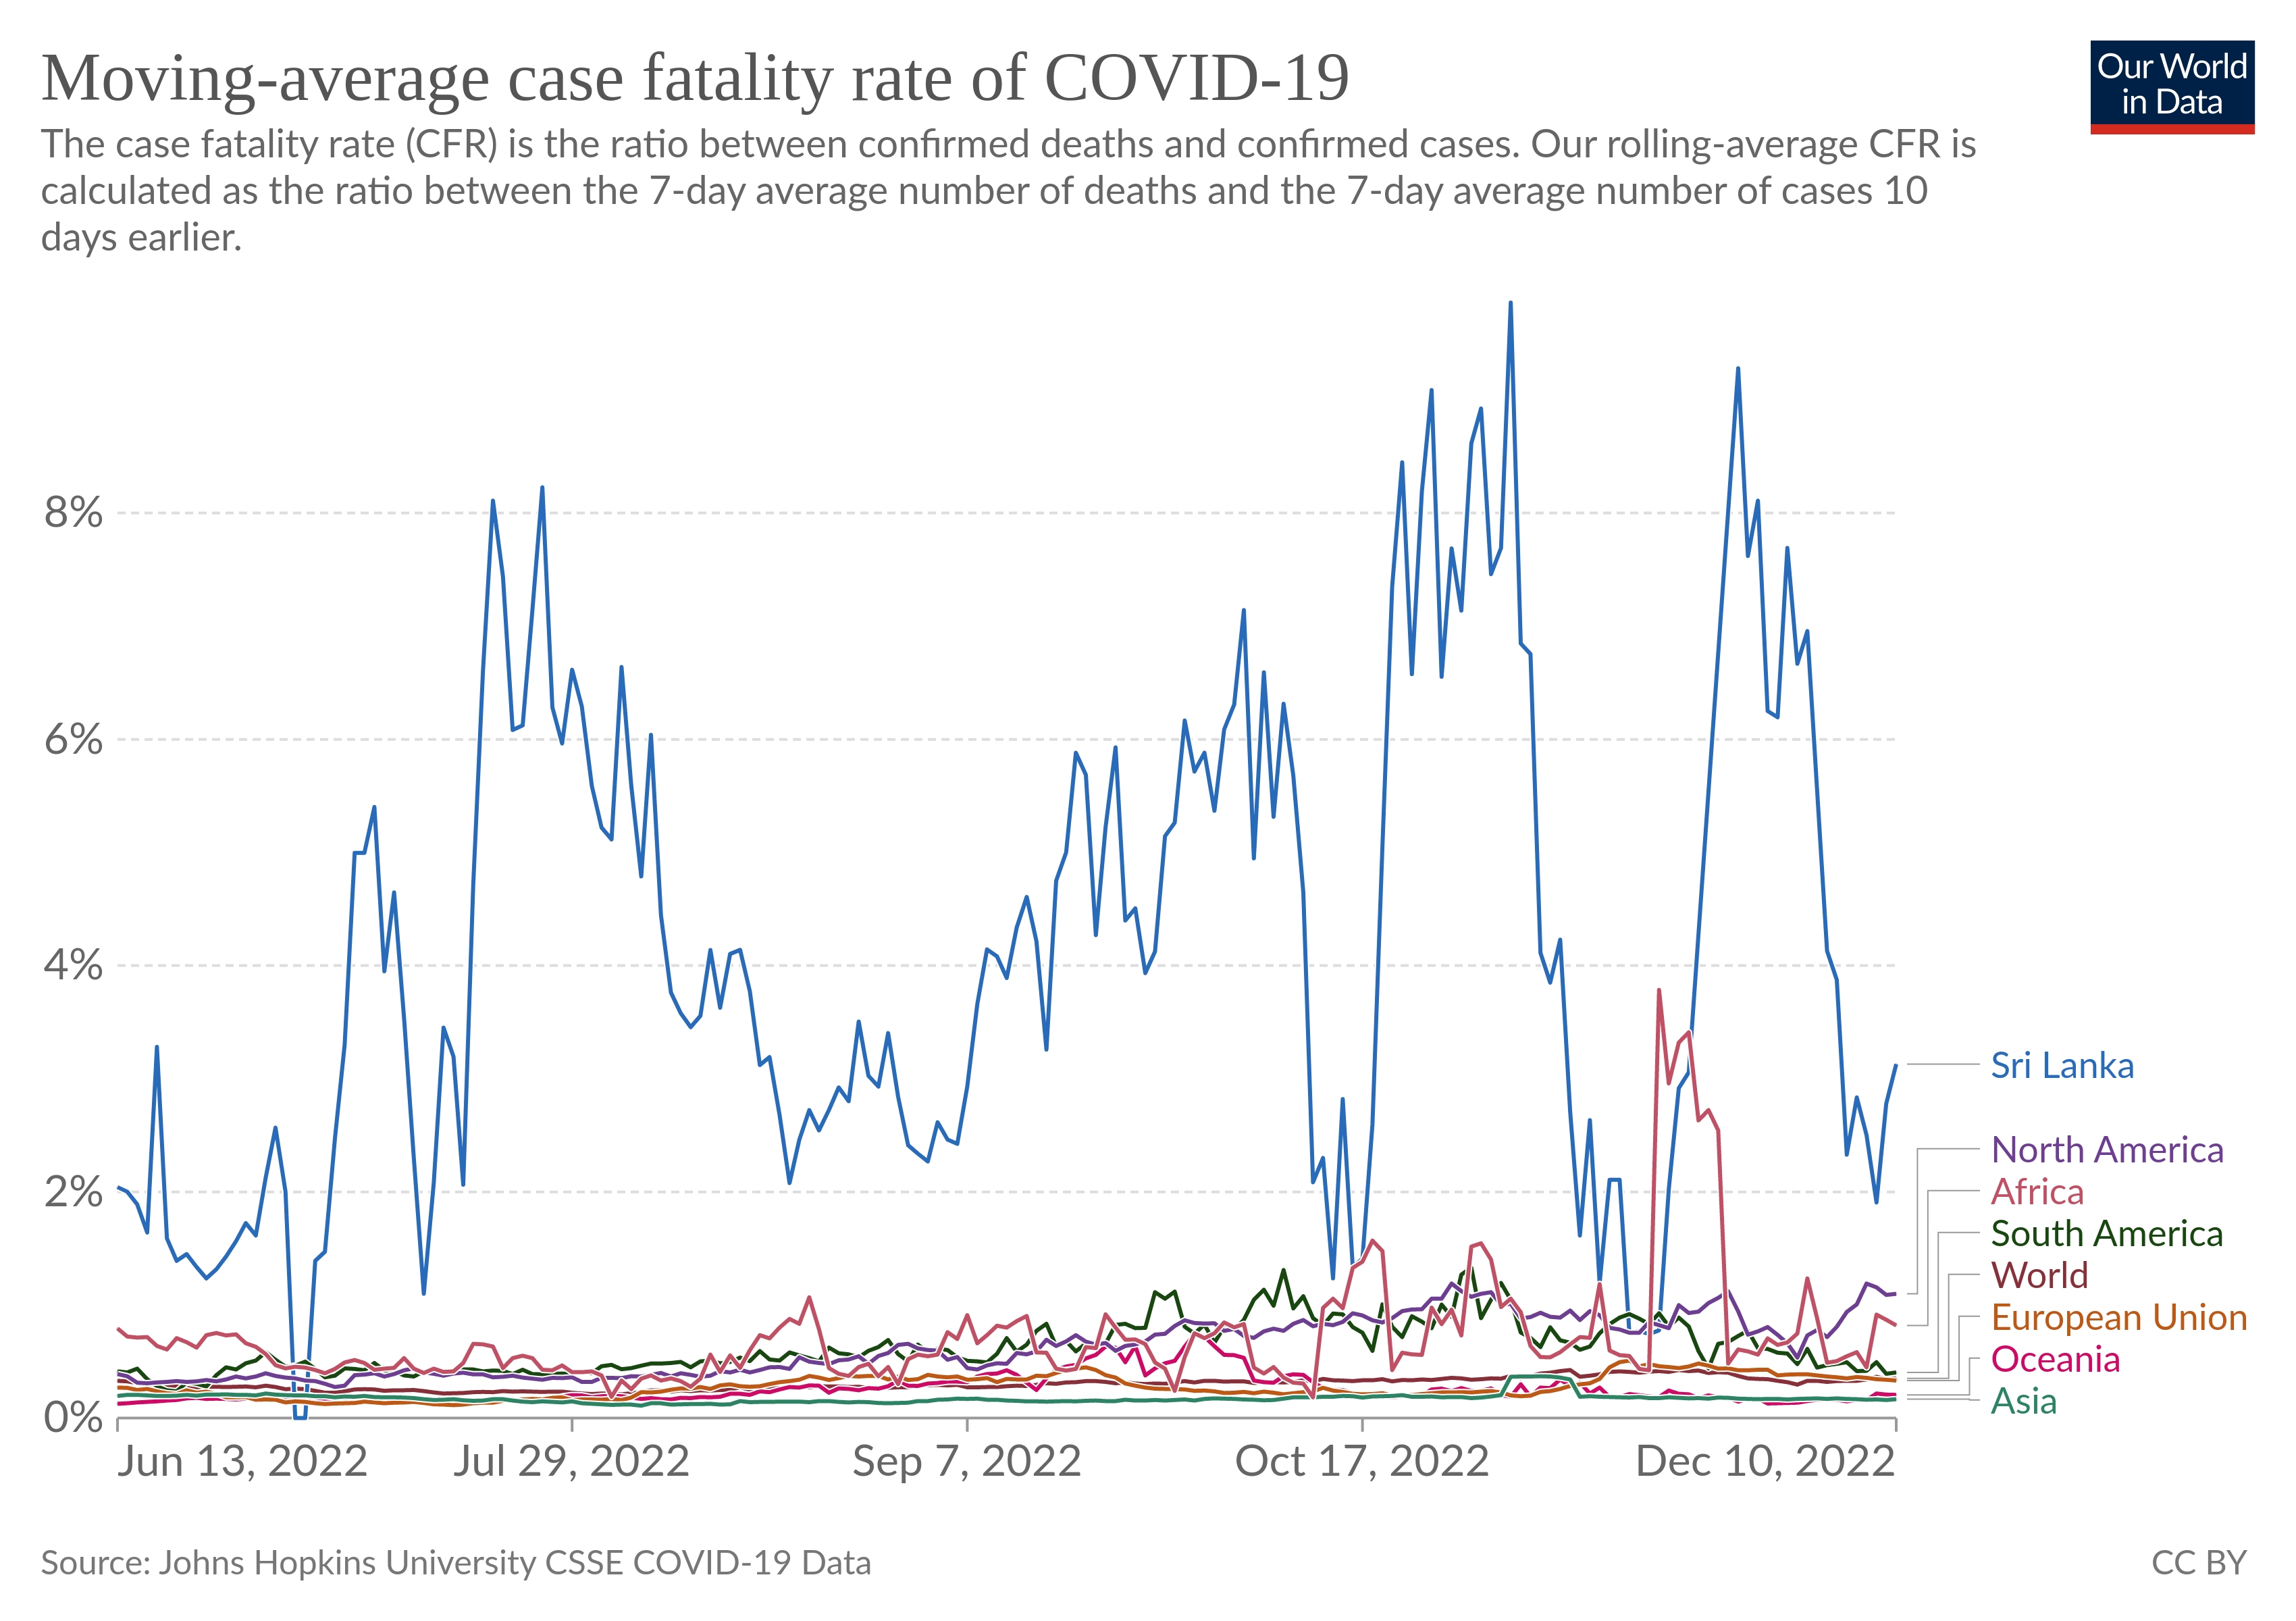 Moving-average case fatality rate of COVID-19
Our World
in Data
The case fatality rate (CFR) is the ratio between confirmed deaths and confirmed cases. Our rolling-average CFR is
calculated as the ratio between the 7-day average number of deaths and the 7-day average number of cases 10
days earlier.
8%
6%
4%
2%
0%
Sri Lanka
North America
Africa
South America
World
European Union
Oceania
Asia
Jun 13, 2022
Jul 29, 2022
Sep 7, 2022
Oct 17, 2022
Dec 10, 2022
Source: Johns Hopkins University CSSE COVID-19 Data
CC BY